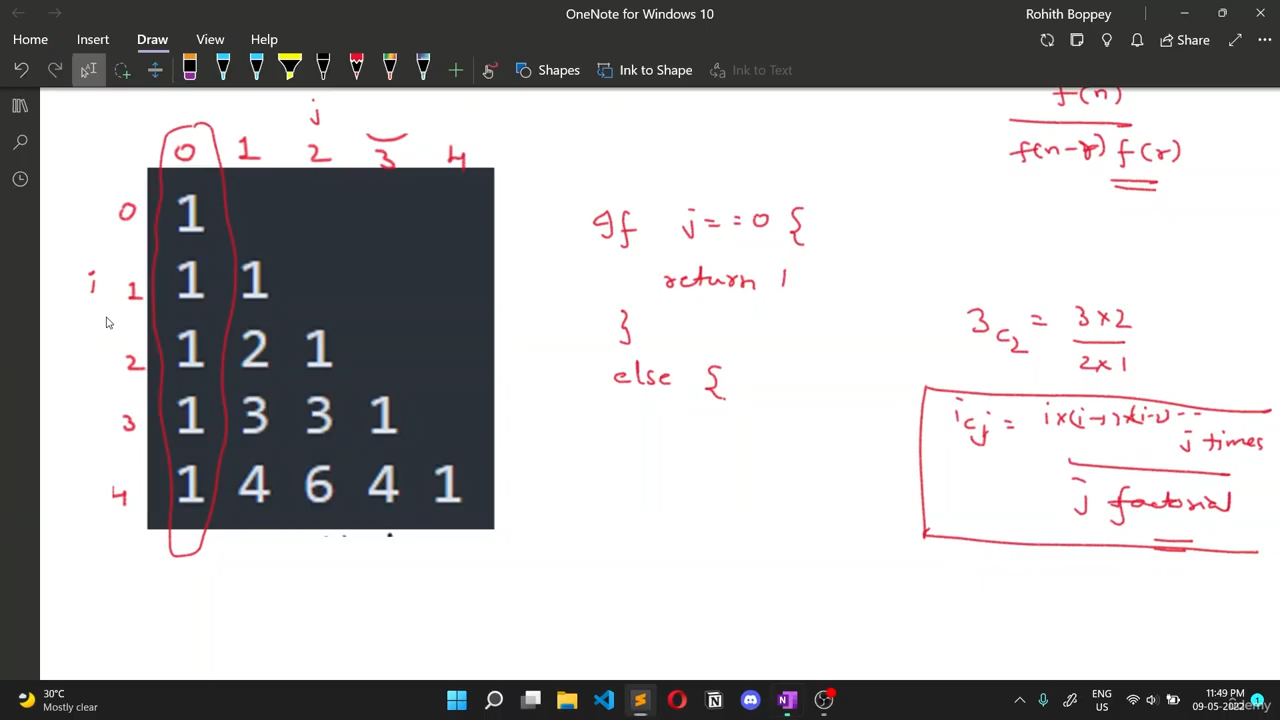 OneNote for Windows 10
Rohith Boppey
Home Insert Draw View Help
Share
Shapes Ink to Shape Ink to Text
j
0 1 2 3 4
0 1
i 1 1 1
2 1 2 1
3 1 3 3 1
4 1 4 6 4 1
If j==0 {
return 1
}
else {
f(n)
f(n-r) f(r)
3c2 = 3×2
2×1
icj = i×(i-1)×(i-2)--
j times
j factorial
30°C
Mostly clear
ENG
US
11:49 PM
09-05-2022
1